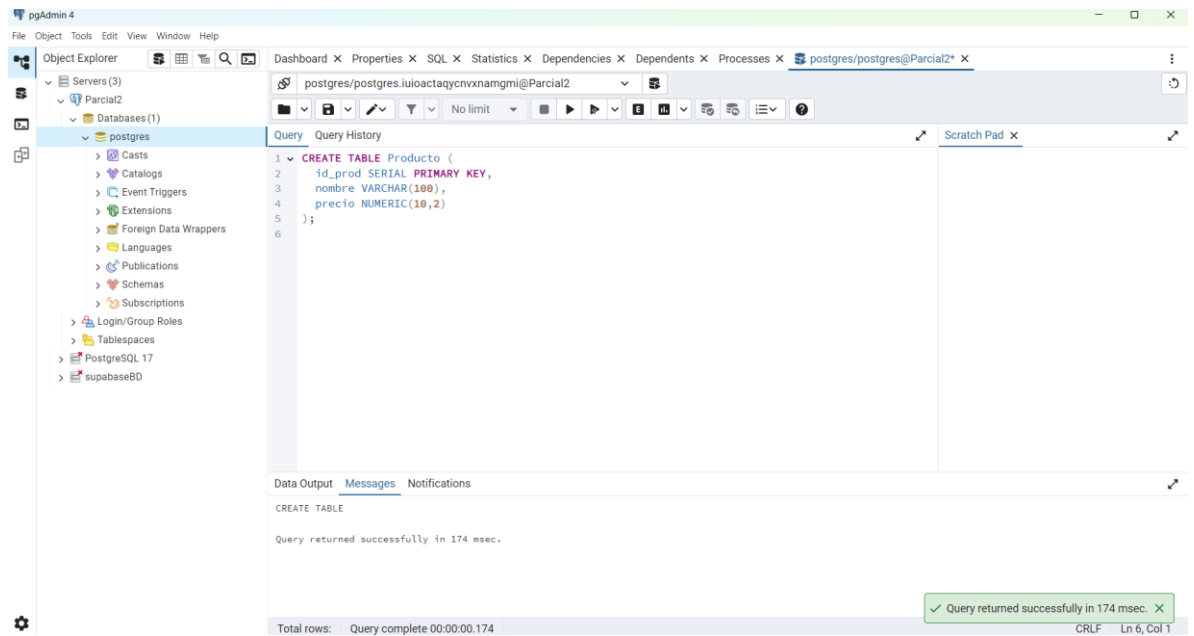 pgAdmin 4
File Object Tools Edit View Window Help
Object Explorer
Servers (3)
Parcial2
Databases (1)
postgres
Casts
Catalogs
Event Triggers
Extensions
Foreign Data Wrappers
Languages
Publications
Schemas
Subscriptions
Login/Group Roles
Tablespaces
PostgreSQL 17
supabaseBD
Dashboard X Properties X SQL X Statistics X Dependencies X Dependents X Processes X postgres/postgres@Parcial2* X
postgres/postgres.iuioactaqycnvxnamgmi@Parcial2
No limit
E
Query Query History
Scratch Pad X
1 CREATE TABLE Producto (
2 id_prod SERIAL PRIMARY KEY,
3 nombre VARCHAR(100),
4 precio NUMERIC(10,2)
5 );
6
Data Output Messages Notifications
CREATE TABLE
Query returned successfully in 174 msec.
Query returned successfully in 174 msec. X
Total rows: Query complete 00:00:00.174 CRLF Ln 6, Col 1